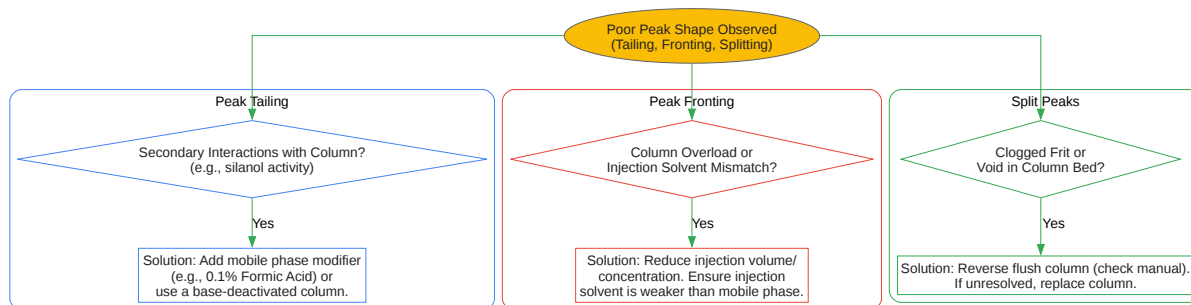 Poor Peak Shape Observed
(Tailing, Fronting, Splitting)
Peak Tailing
Secondary Interactions with Column?
(e.g., silanol activity)
Yes
Solution: Add mobile phase modifier
(e.g., 0.1% Formic Acid) or
use a base-deactivated column.
Peak Fronting
Column Overload or
Injection Solvent Mismatch?
Yes
Solution: Reduce injection volume/
concentration. Ensure injection
solvent is weaker than mobile phase.
Split Peaks
Clogged Frit or
Void in Column Bed?
Yes
Solution: Reverse flush column (check manual).
If unresolved, replace column.